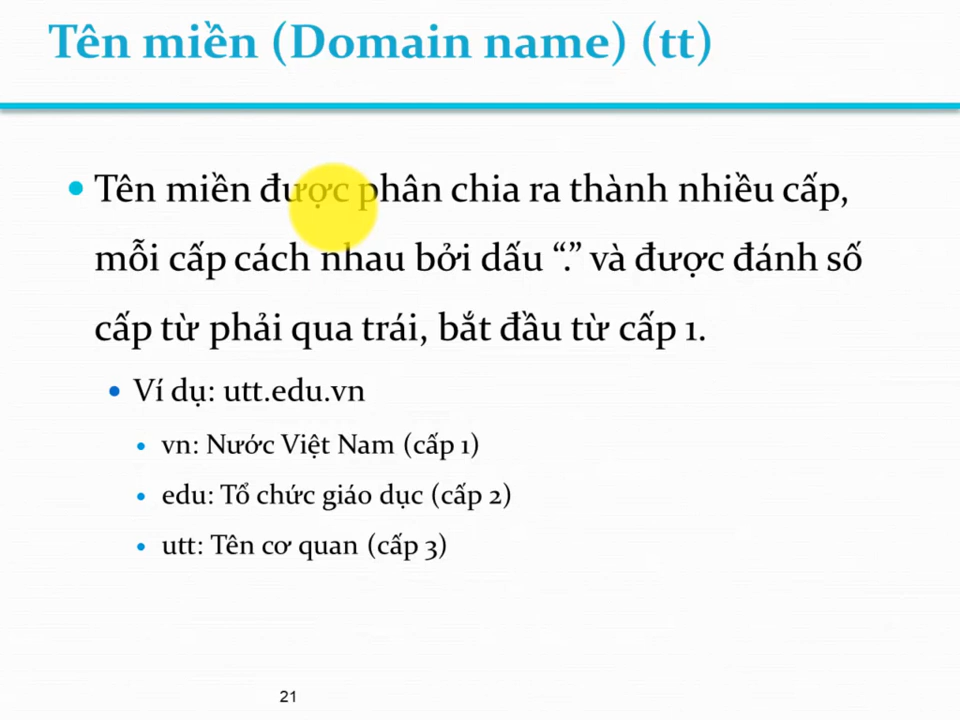 Tên miền (Domain name) (tt)
• Tên miền được phân chia ra thành nhiều cấp,
mỗi cấp cách nhau bởi dấu “.” và được đánh số
cấp từ phải qua trái, bắt đầu từ cấp 1.
• Ví dụ: utt.edu.vn
• vn: Nước Việt Nam (cấp 1)
• edu: Tổ chức giáo dục (cấp 2)
• utt: Tên cơ quan (cấp 3)
21